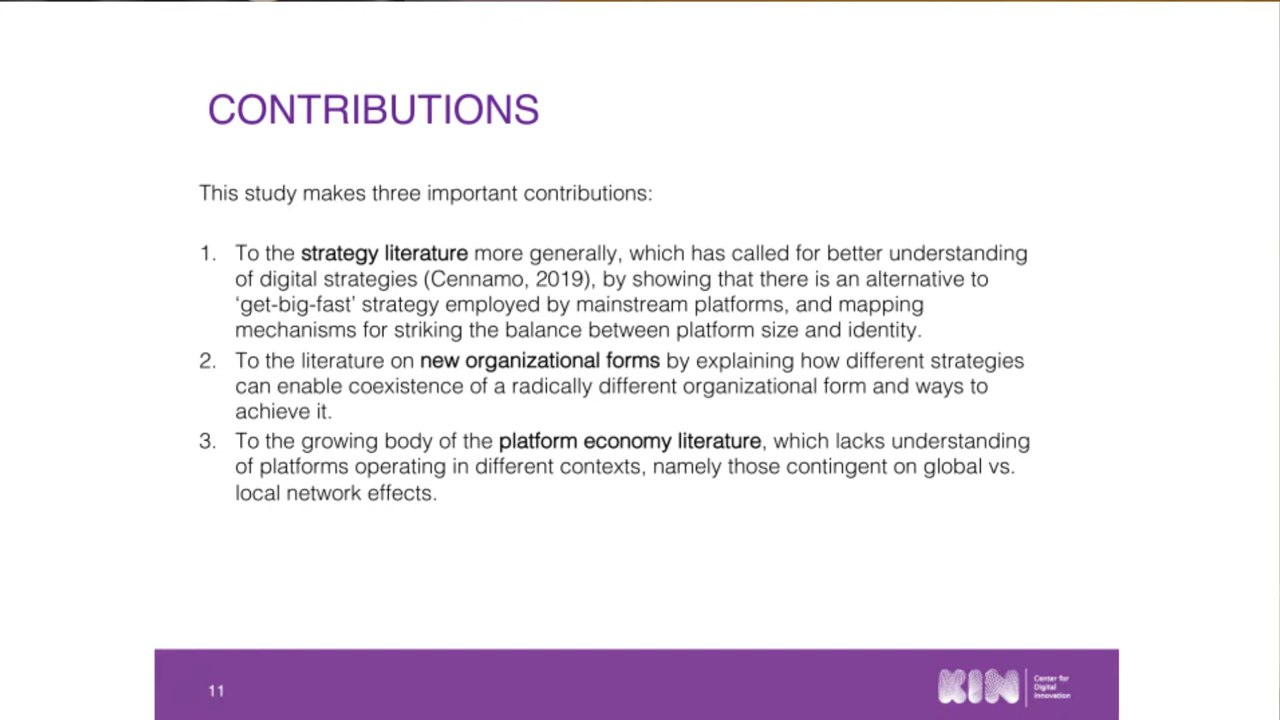 CONTRIBUTIONS
This study makes three important contributions:
1. To the strategy literature more generally, which has called for better understanding
of digital strategies (Cennamo, 2019), by showing that there is an alternative to
‘get-big-fast’ strategy employed by mainstream platforms, and mapping
mechanisms for striking the balance between platform size and identity.
2. To the literature on new organizational forms by explaining how different strategies
can enable coexistence of a radically different organizational form and ways to
achieve it.
3. To the growing body of the platform economy literature, which lacks understanding
of platforms operating in different contexts, namely those contingent on global vs.
local network effects.
11
KIN
Center for
Digital
Innovation